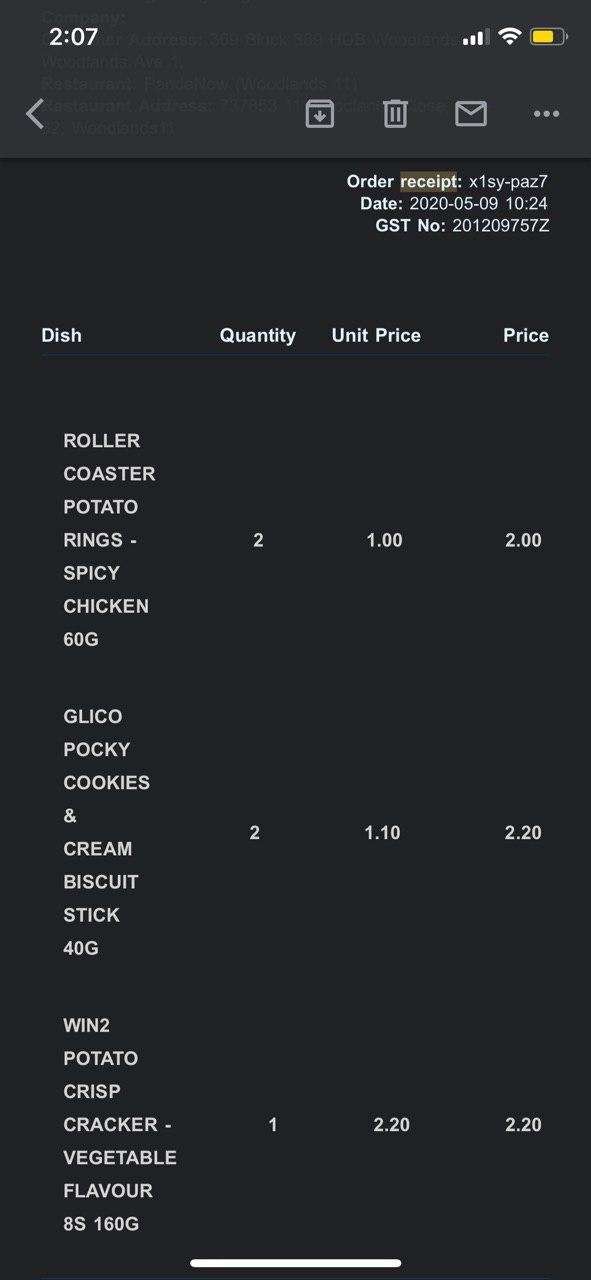 2:07
Company:
Address: 369 Block 369 HDB Woodlands
Woodlands Ave 1,
Restaurant: PandaNow (Woodlands 11)
Restaurant Address: 737853 11
Woodlands11
Order receipt: x1sy-paz7
Date: 2020-05-09 10:24
GST No: 201209757Z
Dish Quantity Unit Price Price
ROLLER
COASTER
POTATO
RINGS - 2 1.00 2.00
SPICY
CHICKEN
60G
GLICO
POCKY
COOKIES
&
2 1.10 2.20
CREAM
BISCUIT
STICK
40G
WIN2
POTATO
CRISP
CRACKER - 1 2.20 2.20
VEGETABLE
FLAVOUR
8S 160G